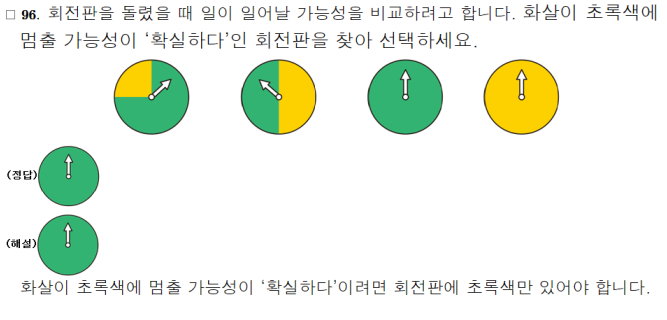 □ 96. 회전판을 돌렸을 때 일이 일어날 가능성을 비교하려고 합니다. 화살이 초록색에
멈출 가능성이 ‘확실하다’인 회전판을 찾아 선택하세요.
(정답)
(해설)
화살이 초록색에 멈출 가능성이 ‘확실하다’이려면 회전판에 초록색만 있어야 합니다.